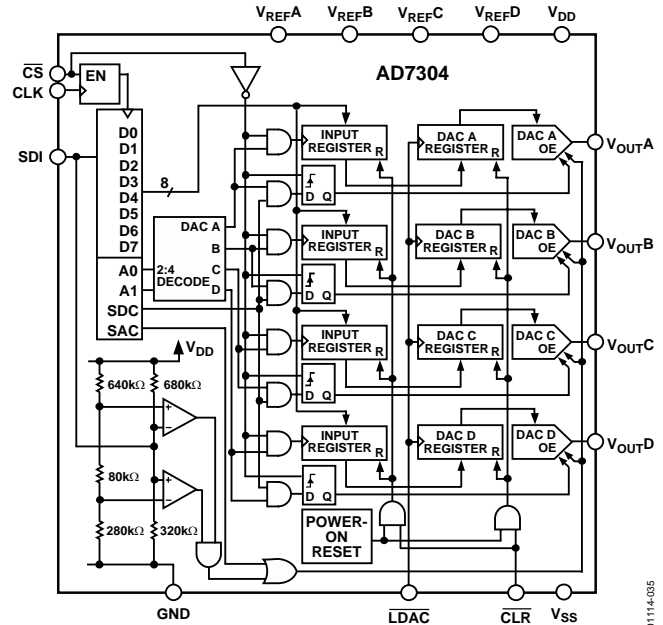 VREFA VREFB VREFC VREFD VDD
AD7304
CS
EN
CLK
SDI
D0
D1
D2
D3
D4
D5
D6
D7
8
A0
A1
SDC
SAC
2:4
DECODE
DAC A
B
C
D
INPUT
REGISTER R
DAC A
REGISTER R
DAC A
OE
VOUTA
D Q
INPUT
REGISTER R
DAC B
REGISTER R
DAC B
OE
VOUTB
D Q
INPUT
REGISTER R
DAC C
REGISTER R
DAC C
OE
VOUTC
D Q
INPUT
REGISTER R
DAC D
REGISTER R
DAC D
OE
VOUTD
D Q
VDD
640kΩ 680kΩ
+
−
80kΩ
+
−
280kΩ 320kΩ
POWER-
ON
RESET
GND LDAC CLR VSS
01114-035